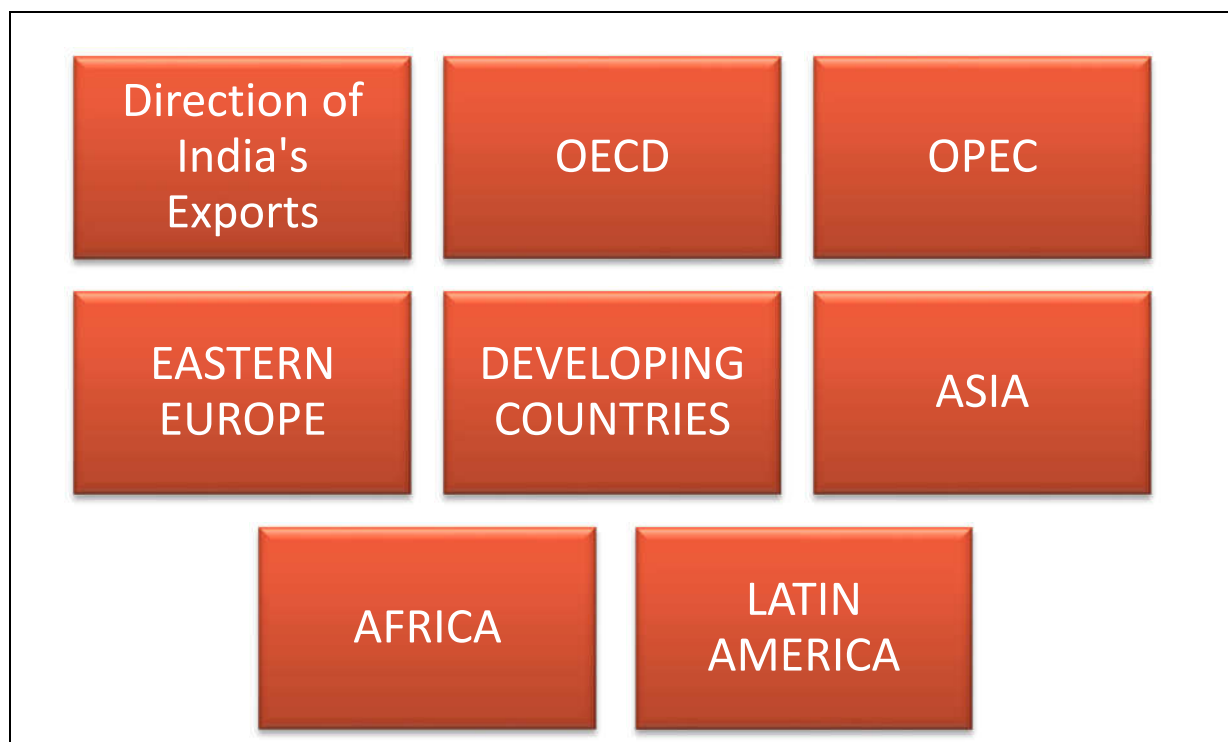 Direction of
India's
Exports
OECD
OPEC
EASTERN
EUROPE
DEVELOPING
COUNTRIES
ASIA
AFRICA
LATIN
AMERICA